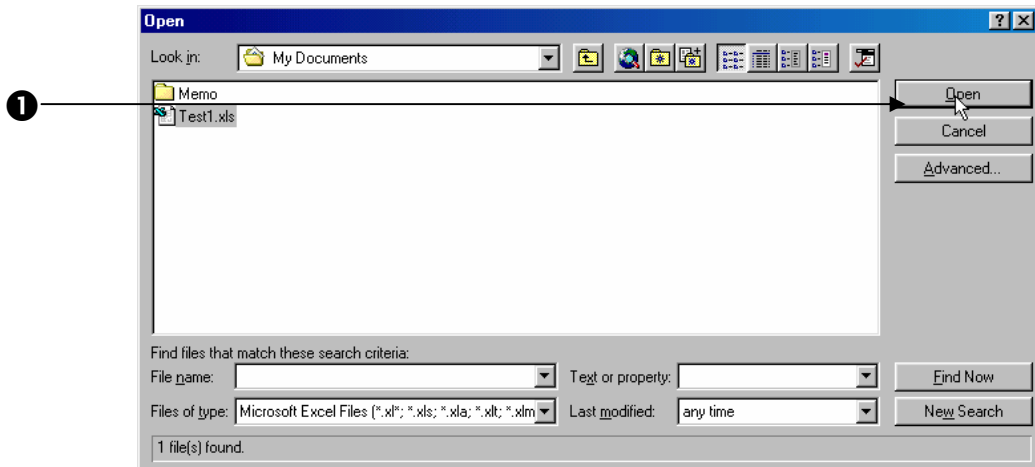 Open
Look in: My Documents
Memo
❶
Open
Test1.xls
Cancel
Advanced...
Find files that match these search criteria:
File name: Text or property: Find Now
Files of type: Microsoft Excel Files (*.xl*; *.xls; *.xla; *.xlt; *.xlm Last modified: any time New Search
1 file(s) found.